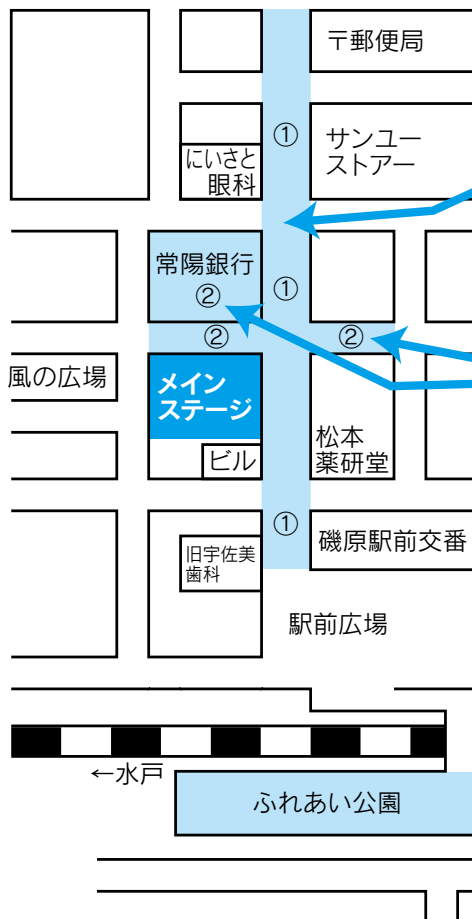 〒郵便局
①
サンユー
ストアー
にいさと
眼科
常陽銀行
②
①
②
②
風の広場
メイン
ステージ
ビル
松本
薬研堂
①
磯原駅前交番
旧宇佐美
歯科
駅前広場
←水戸
ふれあい公園